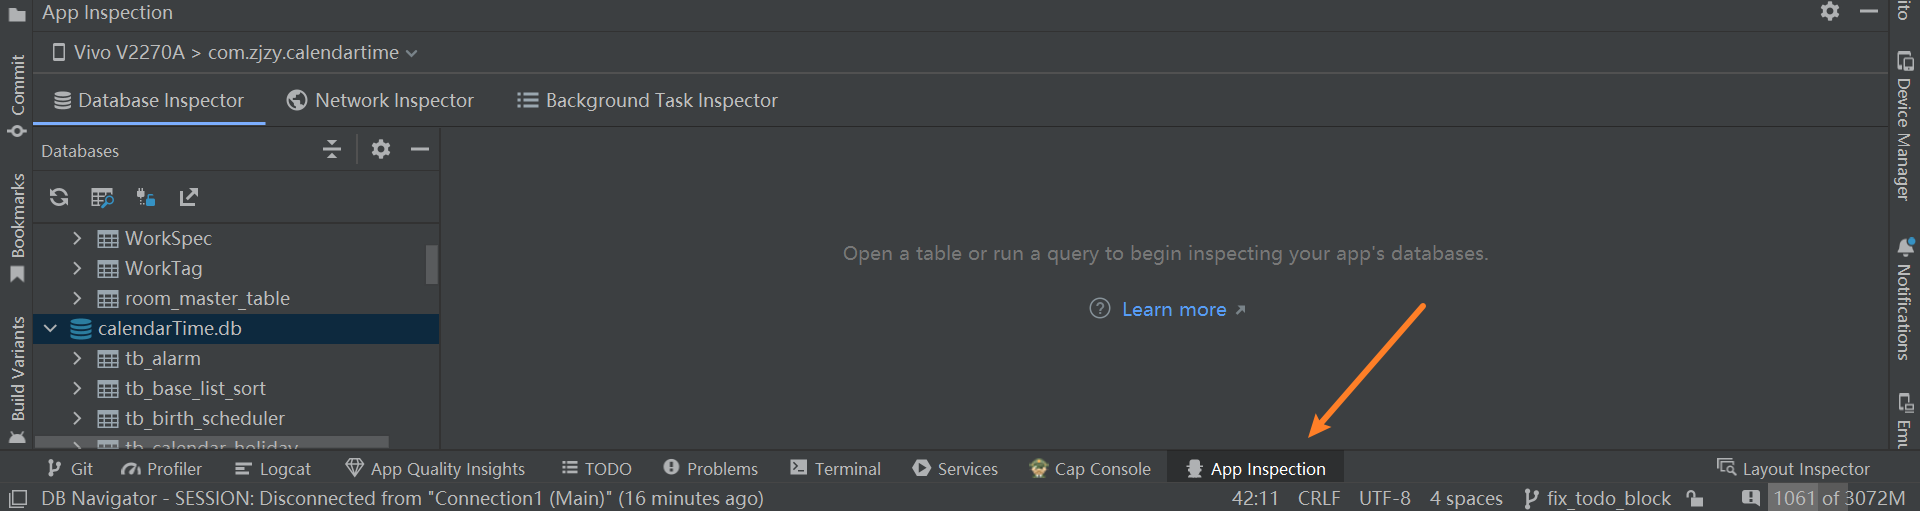 App Inspection
Vivo V2270A > com.zjzy.calendartime
Database Inspector Network Inspector Background Task Inspector
Databases
WorkSpec
WorkTag
room_master_table
calendarTime.db
tb_alarm
tb_base_list_sort
tb_birth_scheduler
tb_calendar_holiday
Open a table or run a query to begin inspecting your app's databases.
? Learn more
Commit
Bookmarks
Build Variants
ito
Device Manager
Notifications
Emu
Git Profiler Logcat App Quality Insights TODO Problems Terminal Services Cap Console App Inspection Layout Inspector
DB Navigator - SESSION: Disconnected from "Connection1 (Main)" (16 minutes ago) 42:11 CRLF UTF-8 4 spaces fix_todo_block 1061 of 3072M